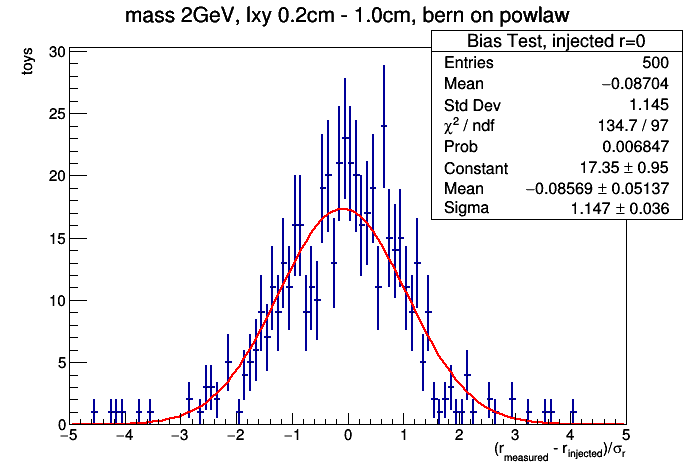 mass 2GeV, lxy 0.2cm - 1.0cm, bern on powlaw
toys
Bias Test, injected r=0
Entries 500
Mean −0.08704
Std Dev 1.145
χ² / ndf 134.7 / 97
Prob 0.006847
Constant 17.35 ± 0.95
Mean −0.08569 ± 0.05137
Sigma 1.147 ± 0.036
30
25
20
15
10
5
0
−5 −4 −3 −2 −1 0 1 2 3 4 5
(r_measured - r_injected)/σ_r